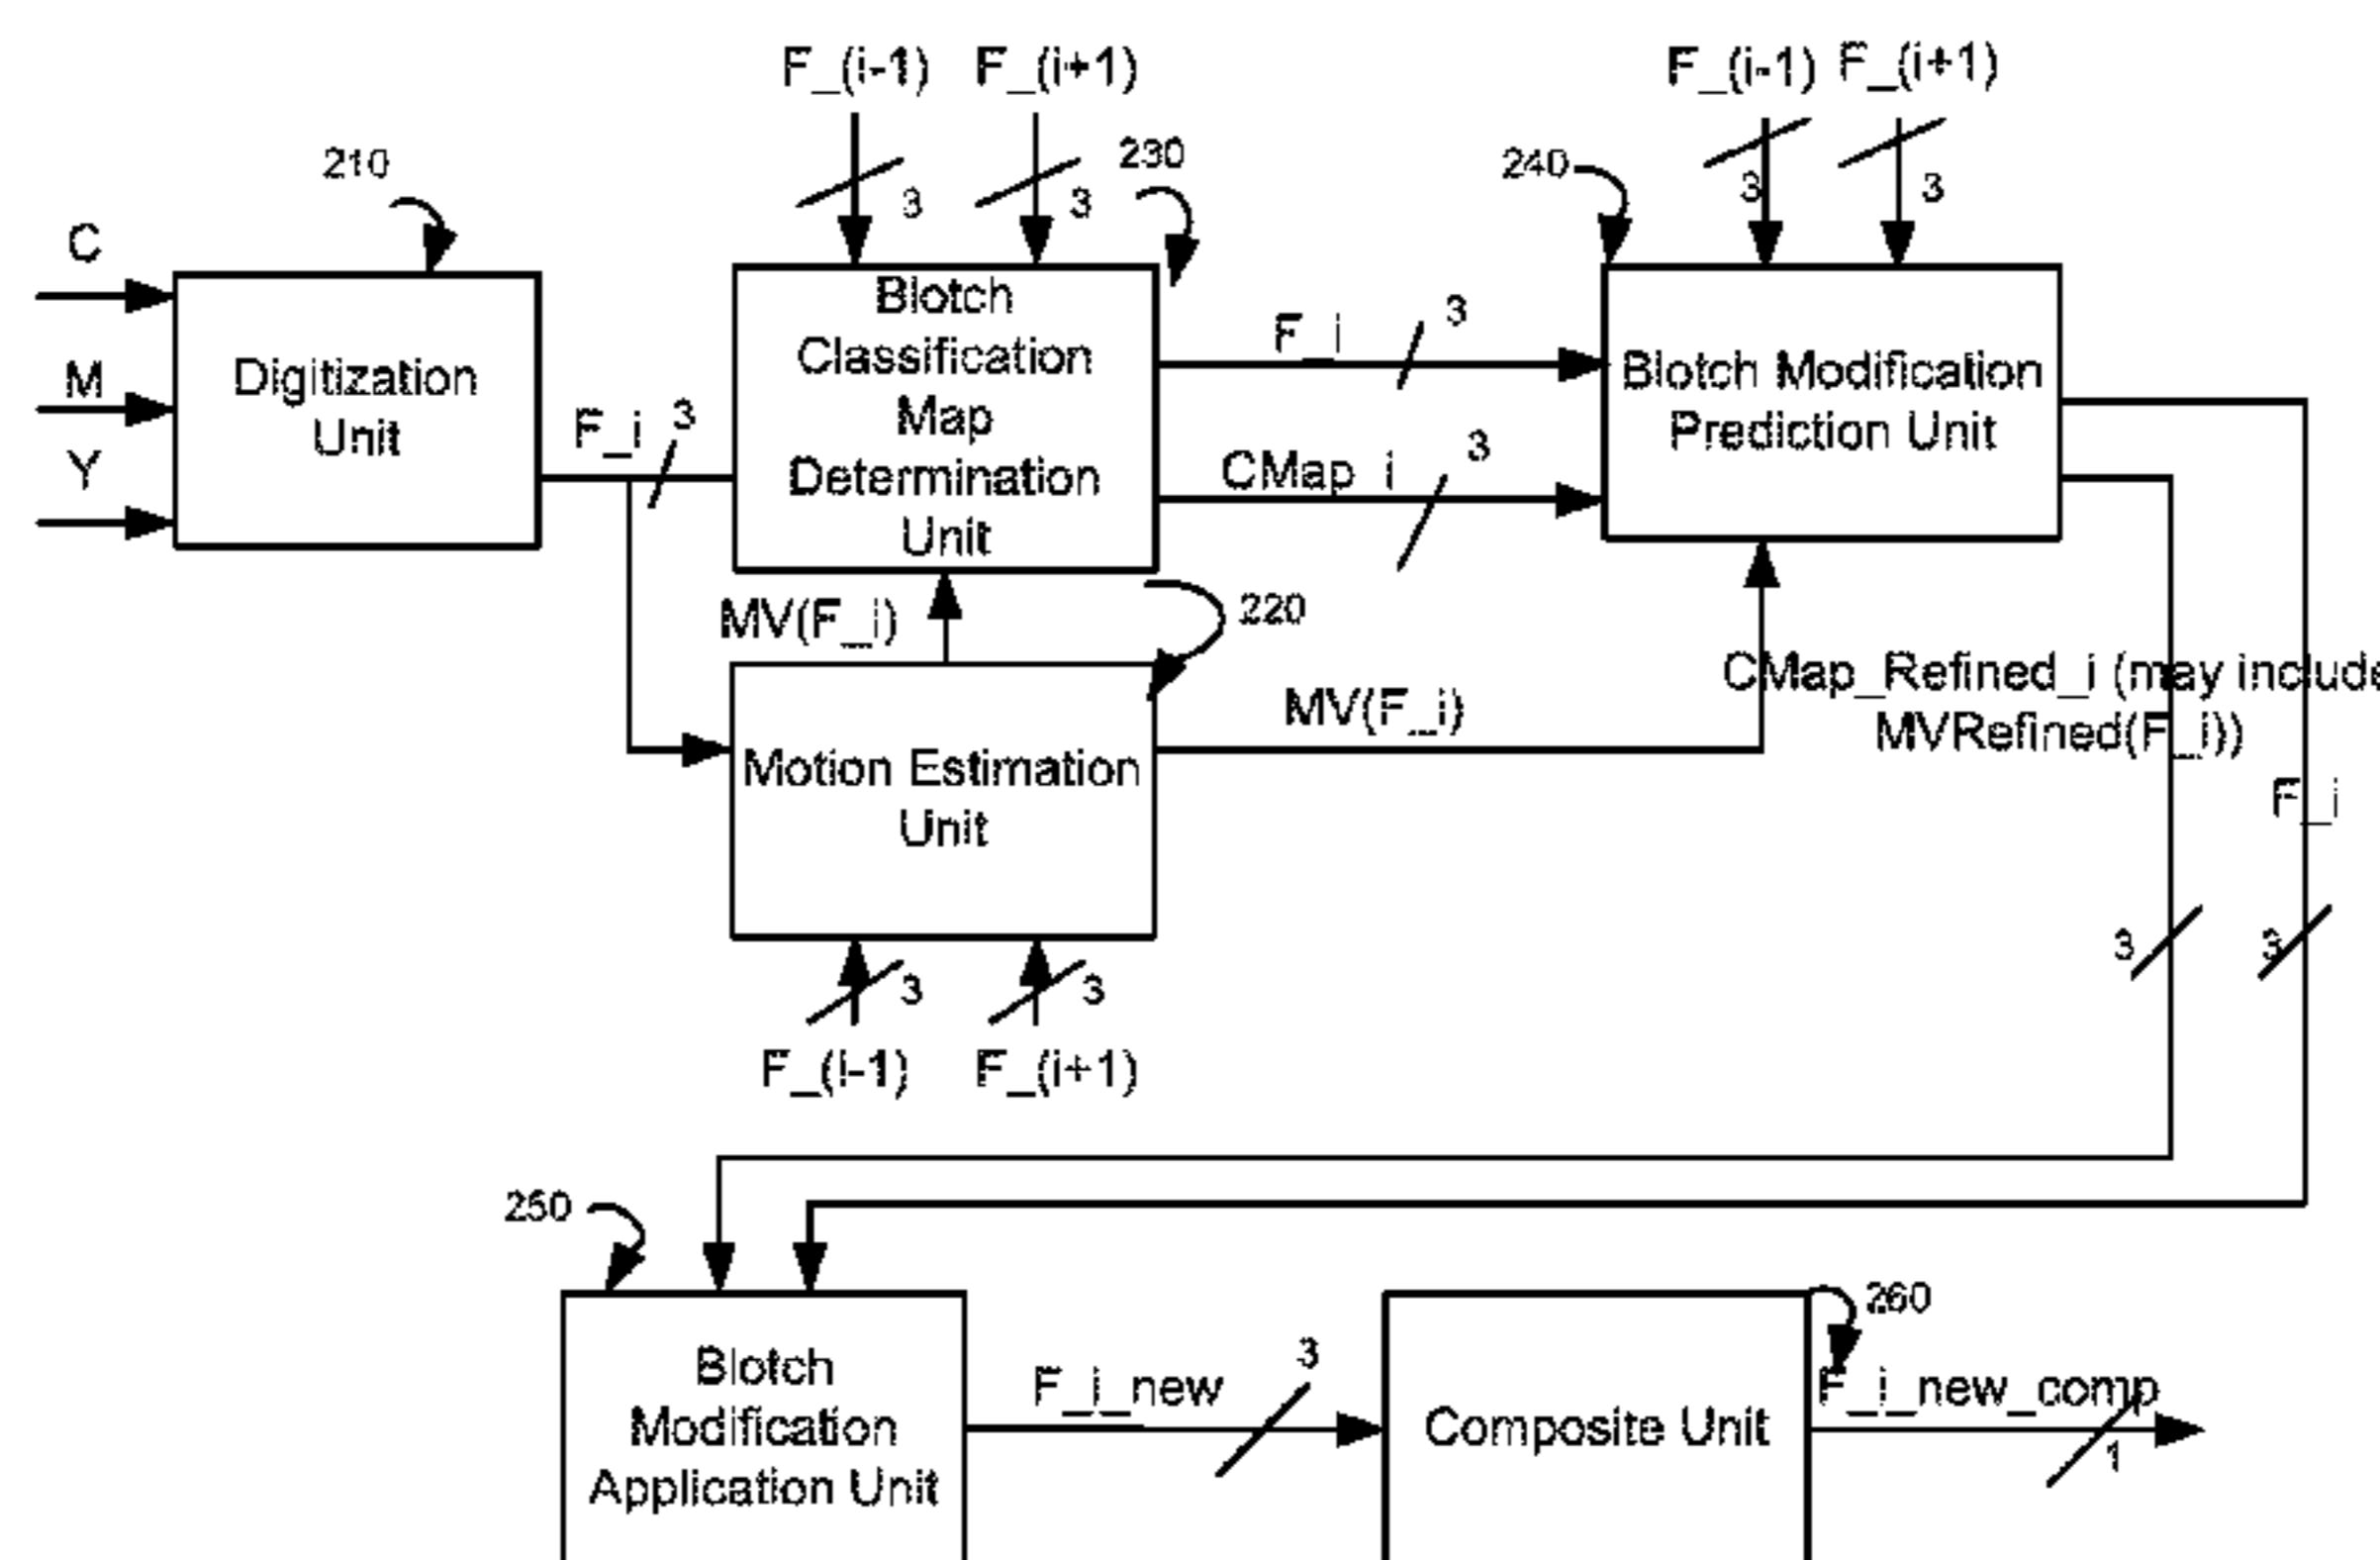 F_(i-1) F_(i+1)
F_(i-1) F_(i+1)
210
230
240
3
3
3
3
C
M
Y
Digitization
Unit
F_i
3
Blotch
Classification
Map
Determination
Unit
F_i
3
CMap_i
3
Blotch Modification
Prediction Unit
MV(F_i)
220
Motion Estimation
Unit
MV(F_i)
CMap_Refined_i (may include
MVRefined(F_i))
F_i
3
3
3
3
F_(i-1) F_(i+1)
250
Blotch
Modification
Application Unit
F_i_new
3
Composite Unit
260
F_i_new_comp
1